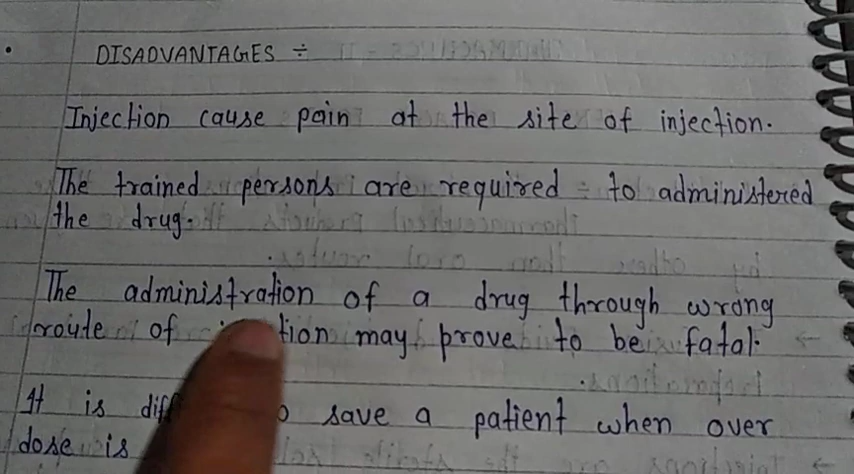 DISADVANTAGES ÷
Injection cause pain at the site of injection.
The trained persons are required to administered
the drug.
The administration of a drug through wrong
route of tion may prove to be fatal.
It is diff o save a patient when over
dose is